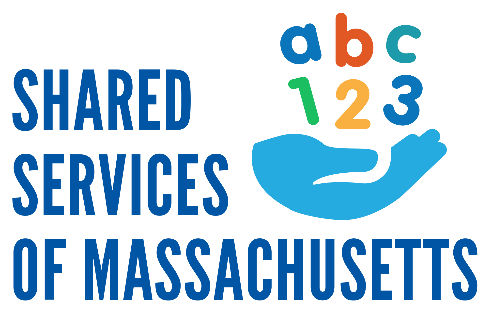 abc
123
SHARED
SERVICES
OF MASSACHUSETTS